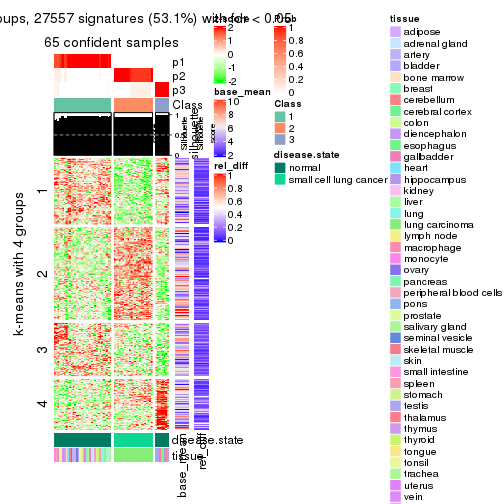 oups, 27557 signatures (53.1%) with fdr < 0.05
65 confident samples
p1
p2
p3
Class
1
0.5
0
silhouette
score
1
2
3
4
k-means with 4 groups
disease.state
tissue
base_mean
rel_diff
z-score
2
1
0
-1
-2
base_mean
10
8
6
4
2
rel_diff
1
0.8
0.6
0.4
0.2
0
Prob
1
0.8
0.6
0.4
0.2
0
Class
1
2
3
disease.state
normal
small cell lung cancer
tissue
adipose
adrenal gland
artery
bladder
bone marrow
breast
cerebellum
cerebral cortex
colon
diencephalon
esophagus
gallbadder
heart
hippocampus
kidney
liver
lung
lung carcinoma
lymph node
macrophage
monocyte
ovary
pancreas
peripheral blood cells
pons
prostate
salivary gland
seminal vesicle
skeletal muscle
skin
small intestine
spleen
stomach
testis
thalamus
thymus
thyroid
tongue
tonsil
trachea
uterus
vein